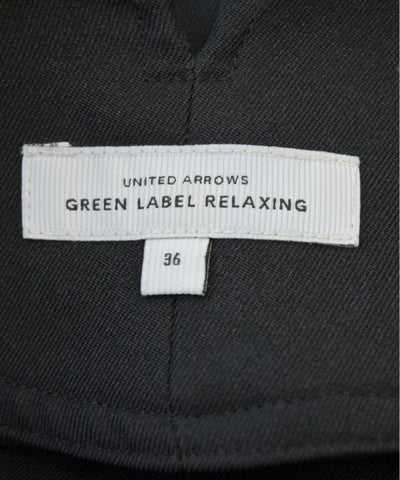 UNITED ARROWS
GREEN LABEL RELAXING
36